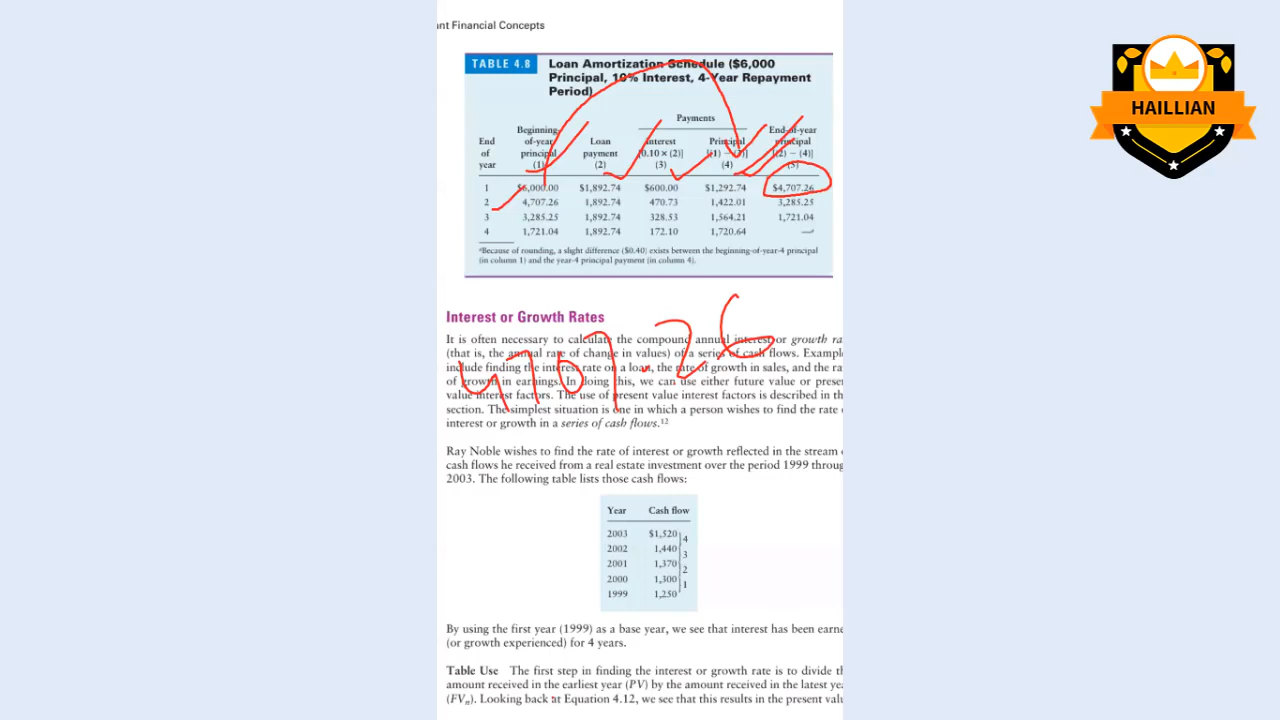 nt Financial Concepts
TABLE 4.8 Loan Amortization Schedule ($6,000
Principal, 10% Interest, 4-Year Repayment
Period)
Payments
Beginning- End-of-year
End of-year Loan Interest Principal principal
of principal payment [0.10 × (2)] [(1) – (3)] [(2) – (4)]
year (1) (2) (3) (4) (5)
1 $6,000.00 $1,892.74 $600.00 $1,292.74 $4,707.26
2 4,707.26 1,892.74 470.73 1,422.01 3,285.25
3 3,285.25 1,892.74 328.53 1,564.21 1,721.04
4 1,721.04 1,892.74 172.10 1,720.64 —
ᵃBecause of rounding, a slight difference ($0.40) exists between the beginning-of-year-4 principal
(in column 1) and the year-4 principal payment (in column 4).
4707.26
Interest or Growth Rates
It is often necessary to calculate the compound annual interest or growth ra
(that is, the annual rate of change in values) of a series of cash flows. Example
include finding the interest rate on a loan, the rate of growth in sales, and the ra
of growth in earnings. In doing this, we can use either future value or prese
value interest factors. The use of present value interest factors is described in th
section. The simplest situation is one in which a person wishes to find the rate
interest or growth in a series of cash flows.¹²
Ray Noble wishes to find the rate of interest or growth reflected in the stream
cash flows he received from a real estate investment over the period 1999 throug
2003. The following table lists those cash flows:
Year Cash flow
2003 $1,520
4
2002 1,440
3
2001 1,370
2
2000 1,300
1
1999 1,250
By using the first year (1999) as a base year, we see that interest has been earne
(or growth experienced) for 4 years.
Table Use The first step in finding the interest or growth rate is to divide th
amount received in the earliest year (PV) by the amount received in the latest yea
(FVₙ). Looking back at Equation 4.12, we see that this results in the present valu
HAILLIAN